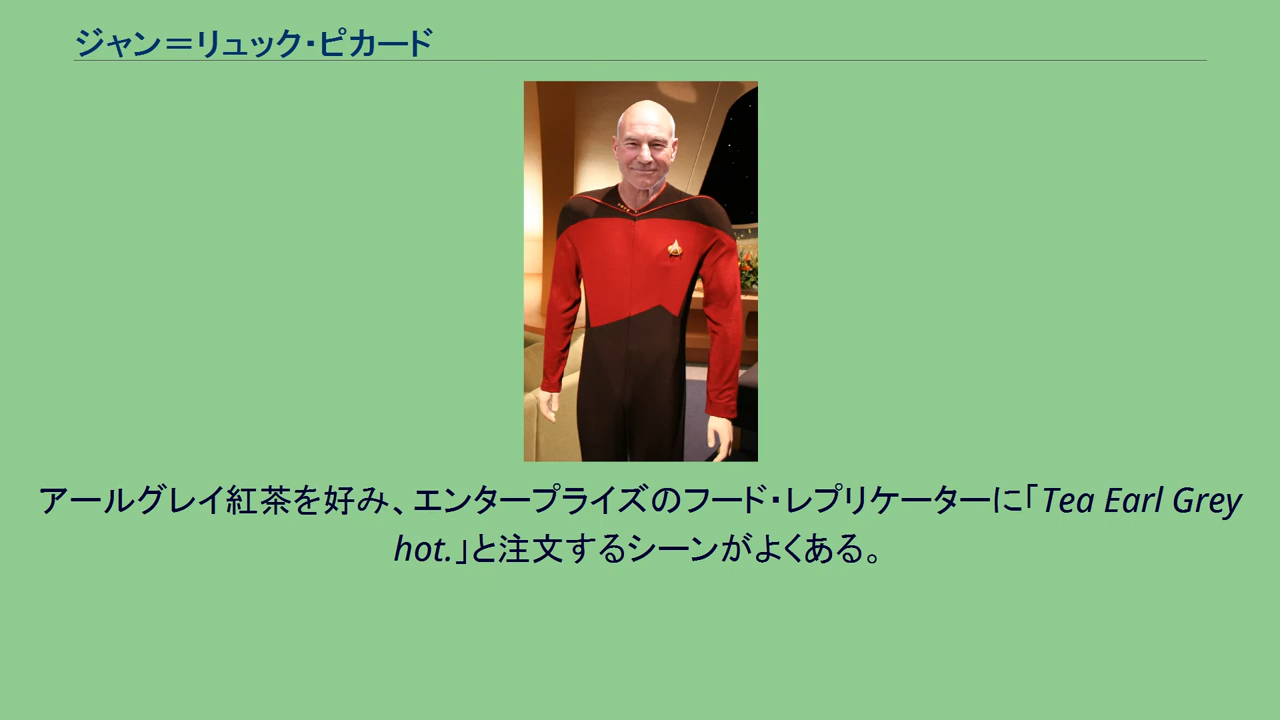 ジャン＝リュック・ピカード
アールグレイ紅茶を好み、エンタープライズのフード・レプリケーターに「Tea Earl Grey
hot.」と注文するシーンがよくある。